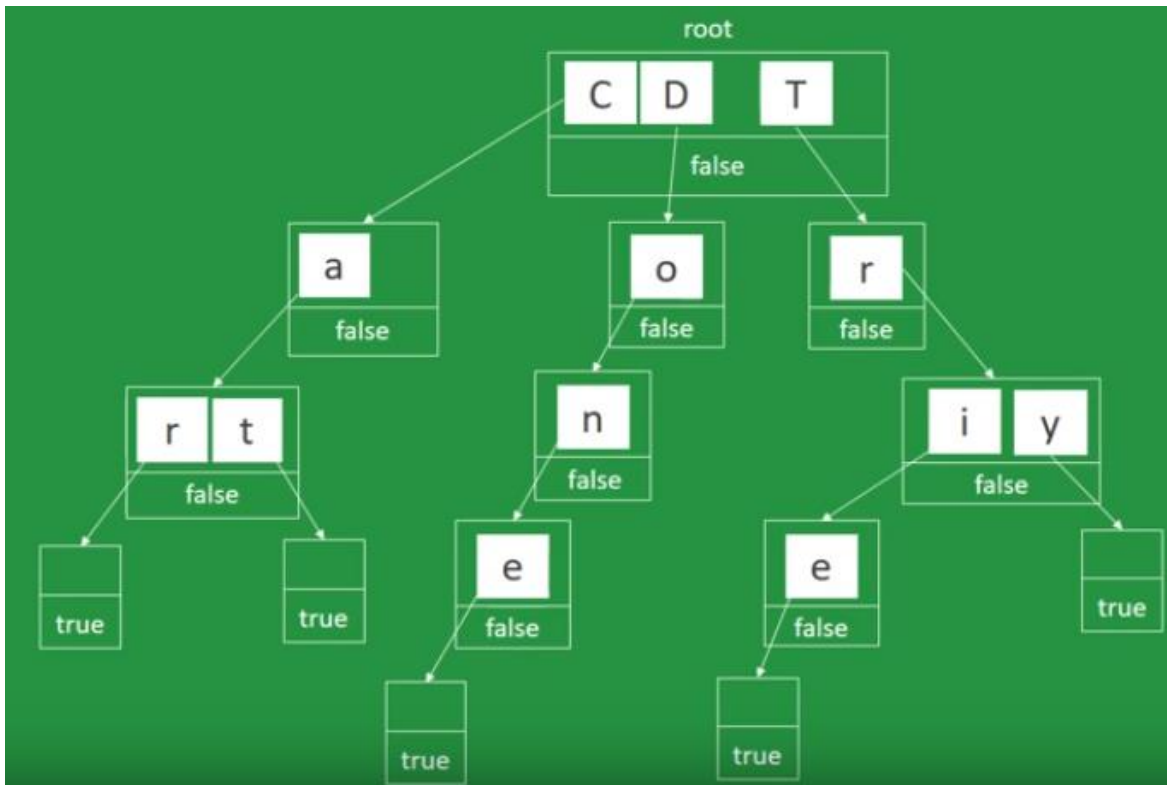 root
C D T
false
a
false
o
false
r
false
r t
false
n
false
i y
false
true
true
e
false
e
false
true
true
true